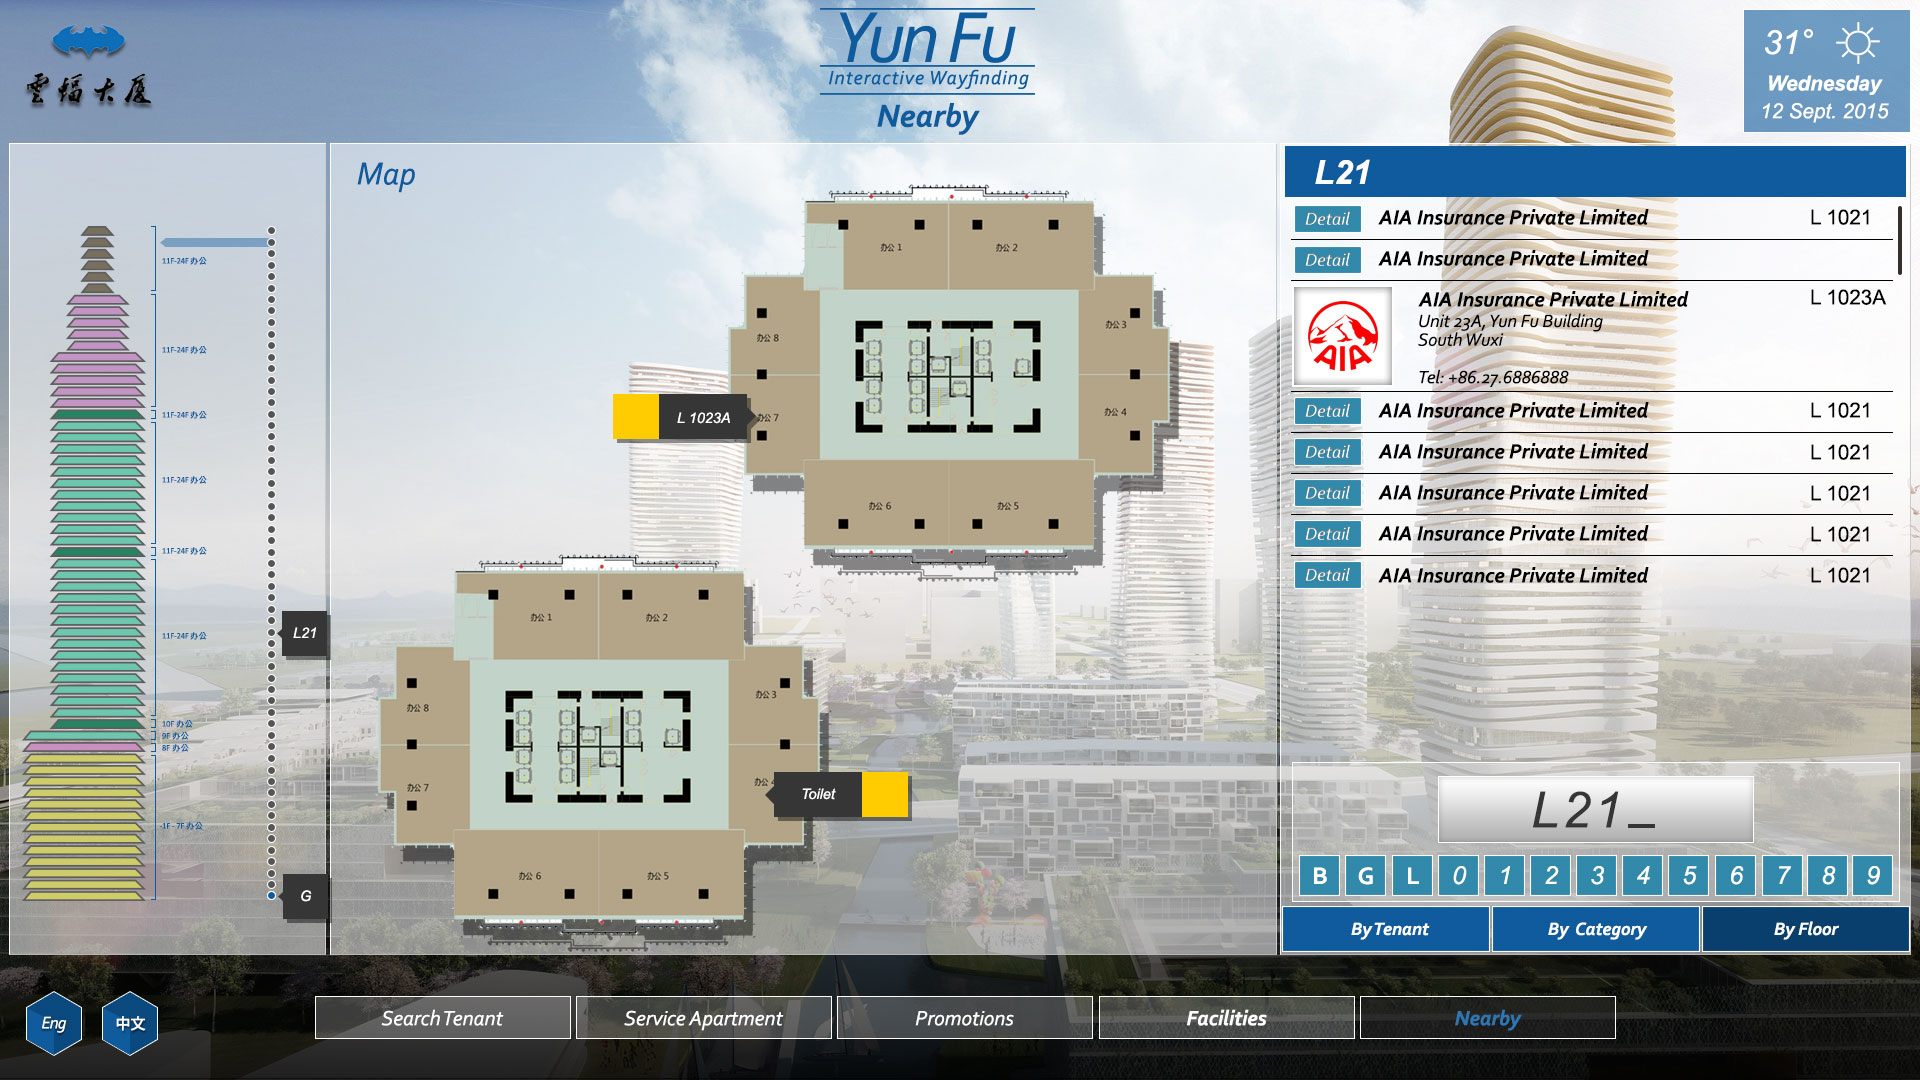 雲福大厦
Yun Fu
Interactive Wayfinding
Nearby
31°
Wednesday
12 Sept. 2015
11F-24F 办公
11F-24F 办公
11F-24F 办公
11F-24F 办公
11F-24F 办公
11F-24F 办公
10F 办公
9F 办公
8F 办公
-1F - 7F 办公
L21
G
Map
办公 1
办公 2
办公 3
办公 4
办公 5
办公 6
办公 7
办公 8
L 1023A
办公 1
办公 2
办公 3
办公
办公 5
办公 6
办公 7
办公 8
Toilet
L21
Detail AIA Insurance Private Limited L 1021
Detail AIA Insurance Private Limited
AIA
AIA Insurance Private Limited L 1023A
Unit 23A, Yun Fu Building
South Wuxi
Tel: +86.27.6886888
Detail AIA Insurance Private Limited L 1021
Detail AIA Insurance Private Limited L 1021
Detail AIA Insurance Private Limited L 1021
Detail AIA Insurance Private Limited L 1021
Detail AIA Insurance Private Limited L 1021
L21_
B G L 0 1 2 3 4 5 6 7 8 9
By Tenant
By Category
By Floor
Eng
中文
Search Tenant
Service Apartment
Promotions
Facilities
Nearby